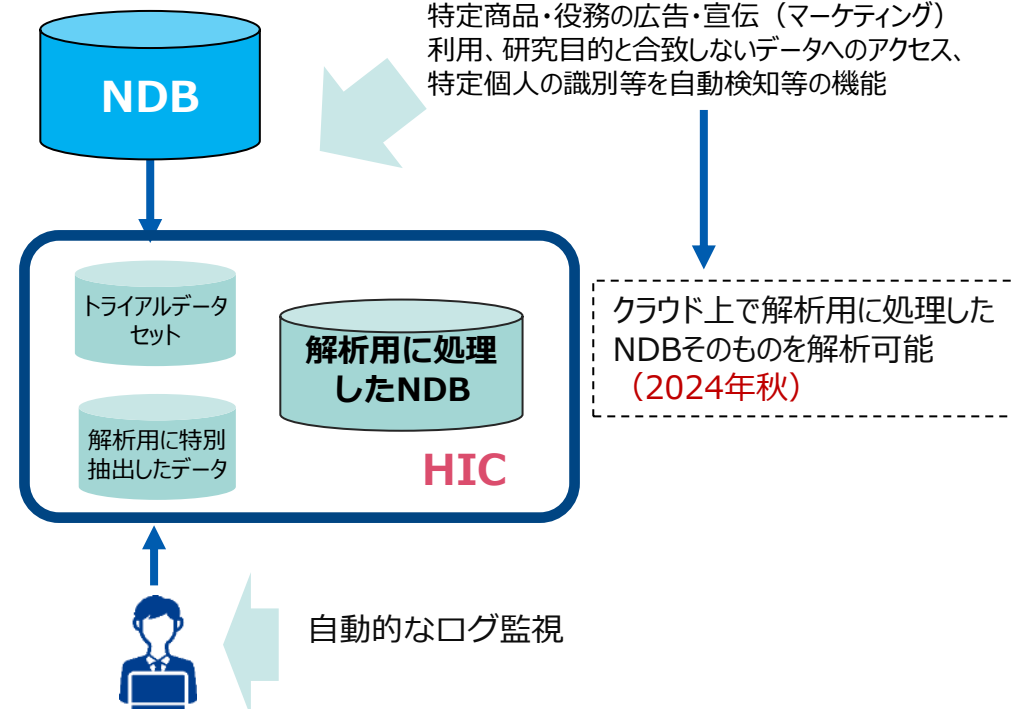 特定商品・役務の広告・宣伝（マーケティング）
利用、研究目的と合致しないデータへのアクセス、
特定個人の識別等を自動検知等の機能
NDB
トライアルデータ
セット
解析用に処理
したNDB
解析用に特別
抽出したデータ
HIC
クラウド上で解析用に処理した
NDBそのものを解析可能
（2024年秋）
自動的なログ監視